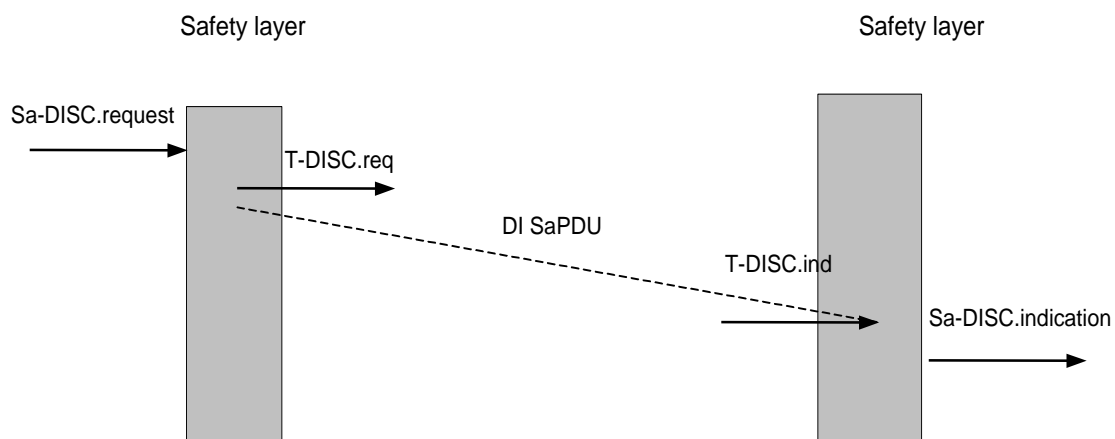 Safety layer
Safety layer
Sa-DISC.request
T-DISC.req
DI SaPDU
T-DISC.ind
Sa-DISC.indication